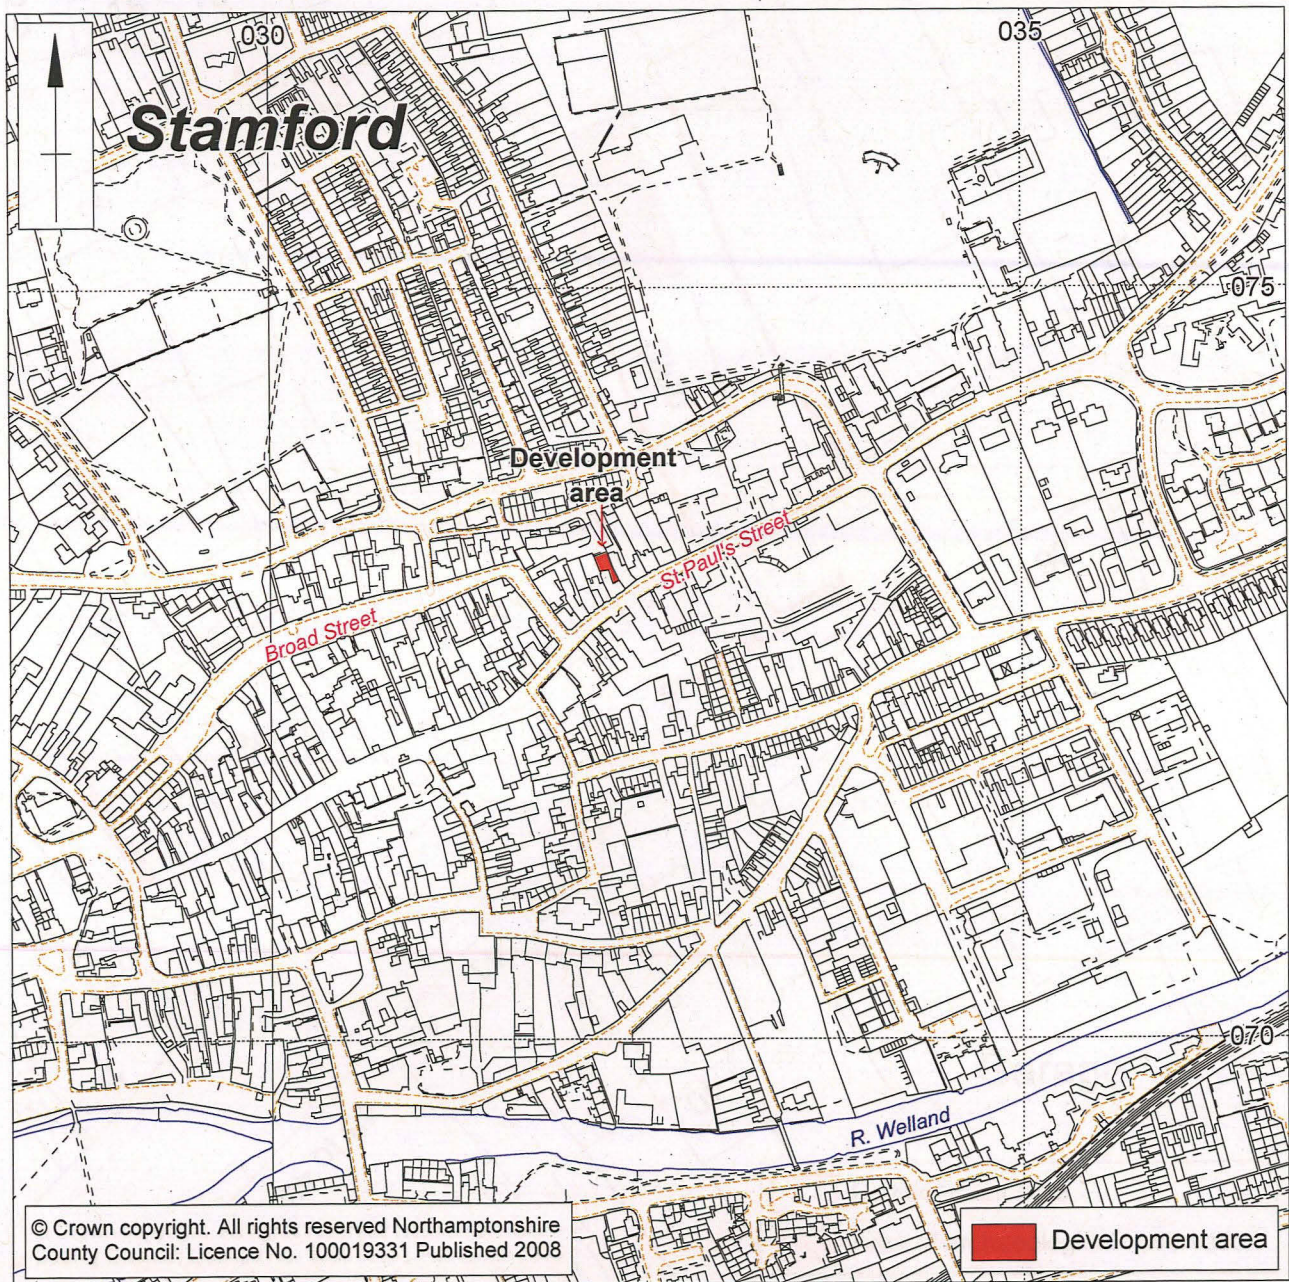 030
035
Stamford
075
Development
area
St Paul's Street
Broad Street
070
R. Welland
© Crown copyright. All rights reserved Northamptonshire
County Council: Licence No. 100019331 Published 2008
Development area